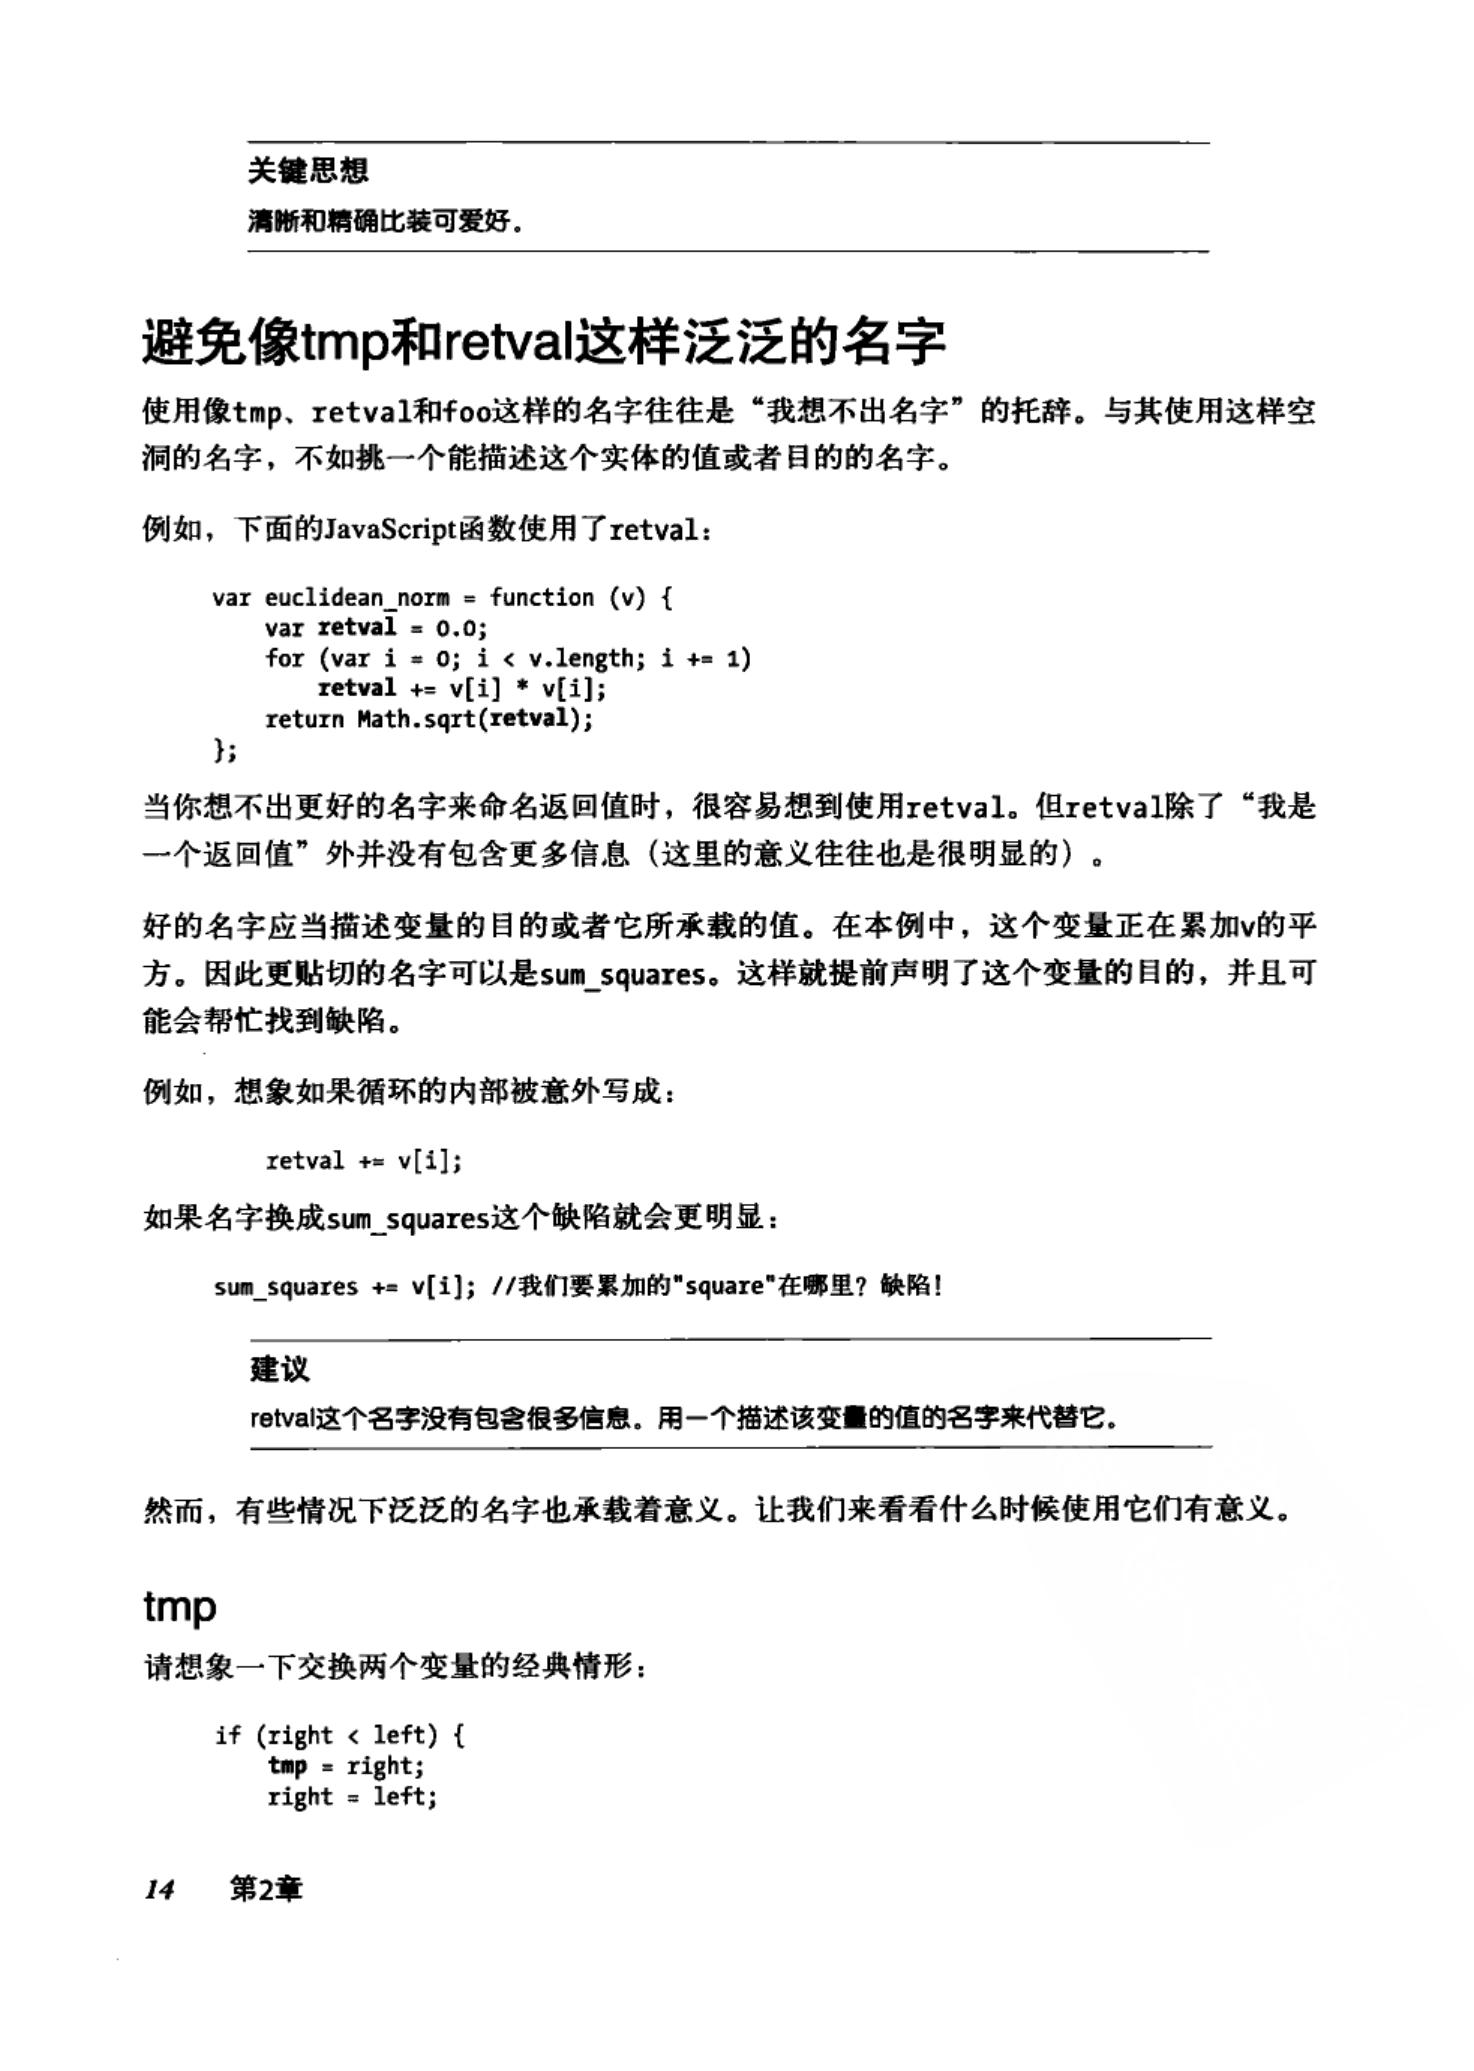 关键思想
清晰和精确比装可爱好。
避免像tmp和retval这样泛泛的名字
使用像tmp、retval和foo这样的名字往往是“我想不出名字”的托辞。与其使用这样空
洞的名字，不如挑一个能描述这个实体的值或者目的的名字。
例如，下面的JavaScript函数使用了retval：
var euclidean_norm = function (v) {
    var retval = 0.0;
    for (var i = 0; i < v.length; i += 1)
        retval += v[i] * v[i];
    return Math.sqrt(retval);
};
当你想不出更好的名字来命名返回值时，很容易想到使用retval。但retval除了“我是
一个返回值”外并没有包含更多信息（这里的意义往往也是很明显的）。
好的名字应当描述变量的目的或者它所承载的值。在本例中，这个变量正在累加v的平
方。因此更贴切的名字可以是sum_squares。这样就提前声明了这个变量的目的，并且可
能会帮忙找到缺陷。
例如，想象如果循环的内部被意外写成：
retval += v[i];
如果名字换成sum_squares这个缺陷就会更明显：
sum_squares += v[i]; //我们要累加的"square"在哪里？缺陷！
建议
retval这个名字没有包含很多信息。用一个描述该变量的值的名字来代替它。
然而，有些情况下泛泛的名字也承载着意义。让我们来看看什么时候使用它们有意义。
tmp
请想象一下交换两个变量的经典情形：
if (right < left) {
    tmp = right;
    right = left;
14 第2章